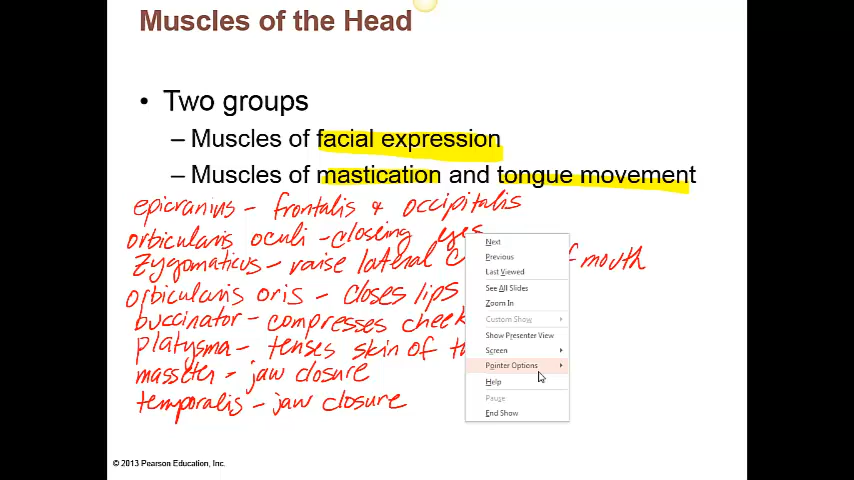 Muscles of the Head
• Two groups
– Muscles of facial expression
– Muscles of mastication and tongue movement
epicranius - frontalis & occipitalis
orbicularis oculi - closing eyes
zygomaticus - raise lateral c of mouth
orbicularis oris - closes lips
buccinator - compresses cheek
platysma - tenses skin of
masseter - jaw closure
temporalis - jaw closure
Next
Previous
Last Viewed
See All Slides
Zoom In
Custom Show
Show Presenter View
Screen
Pointer Options
Help
Pause
End Show
© 2013 Pearson Education, Inc.